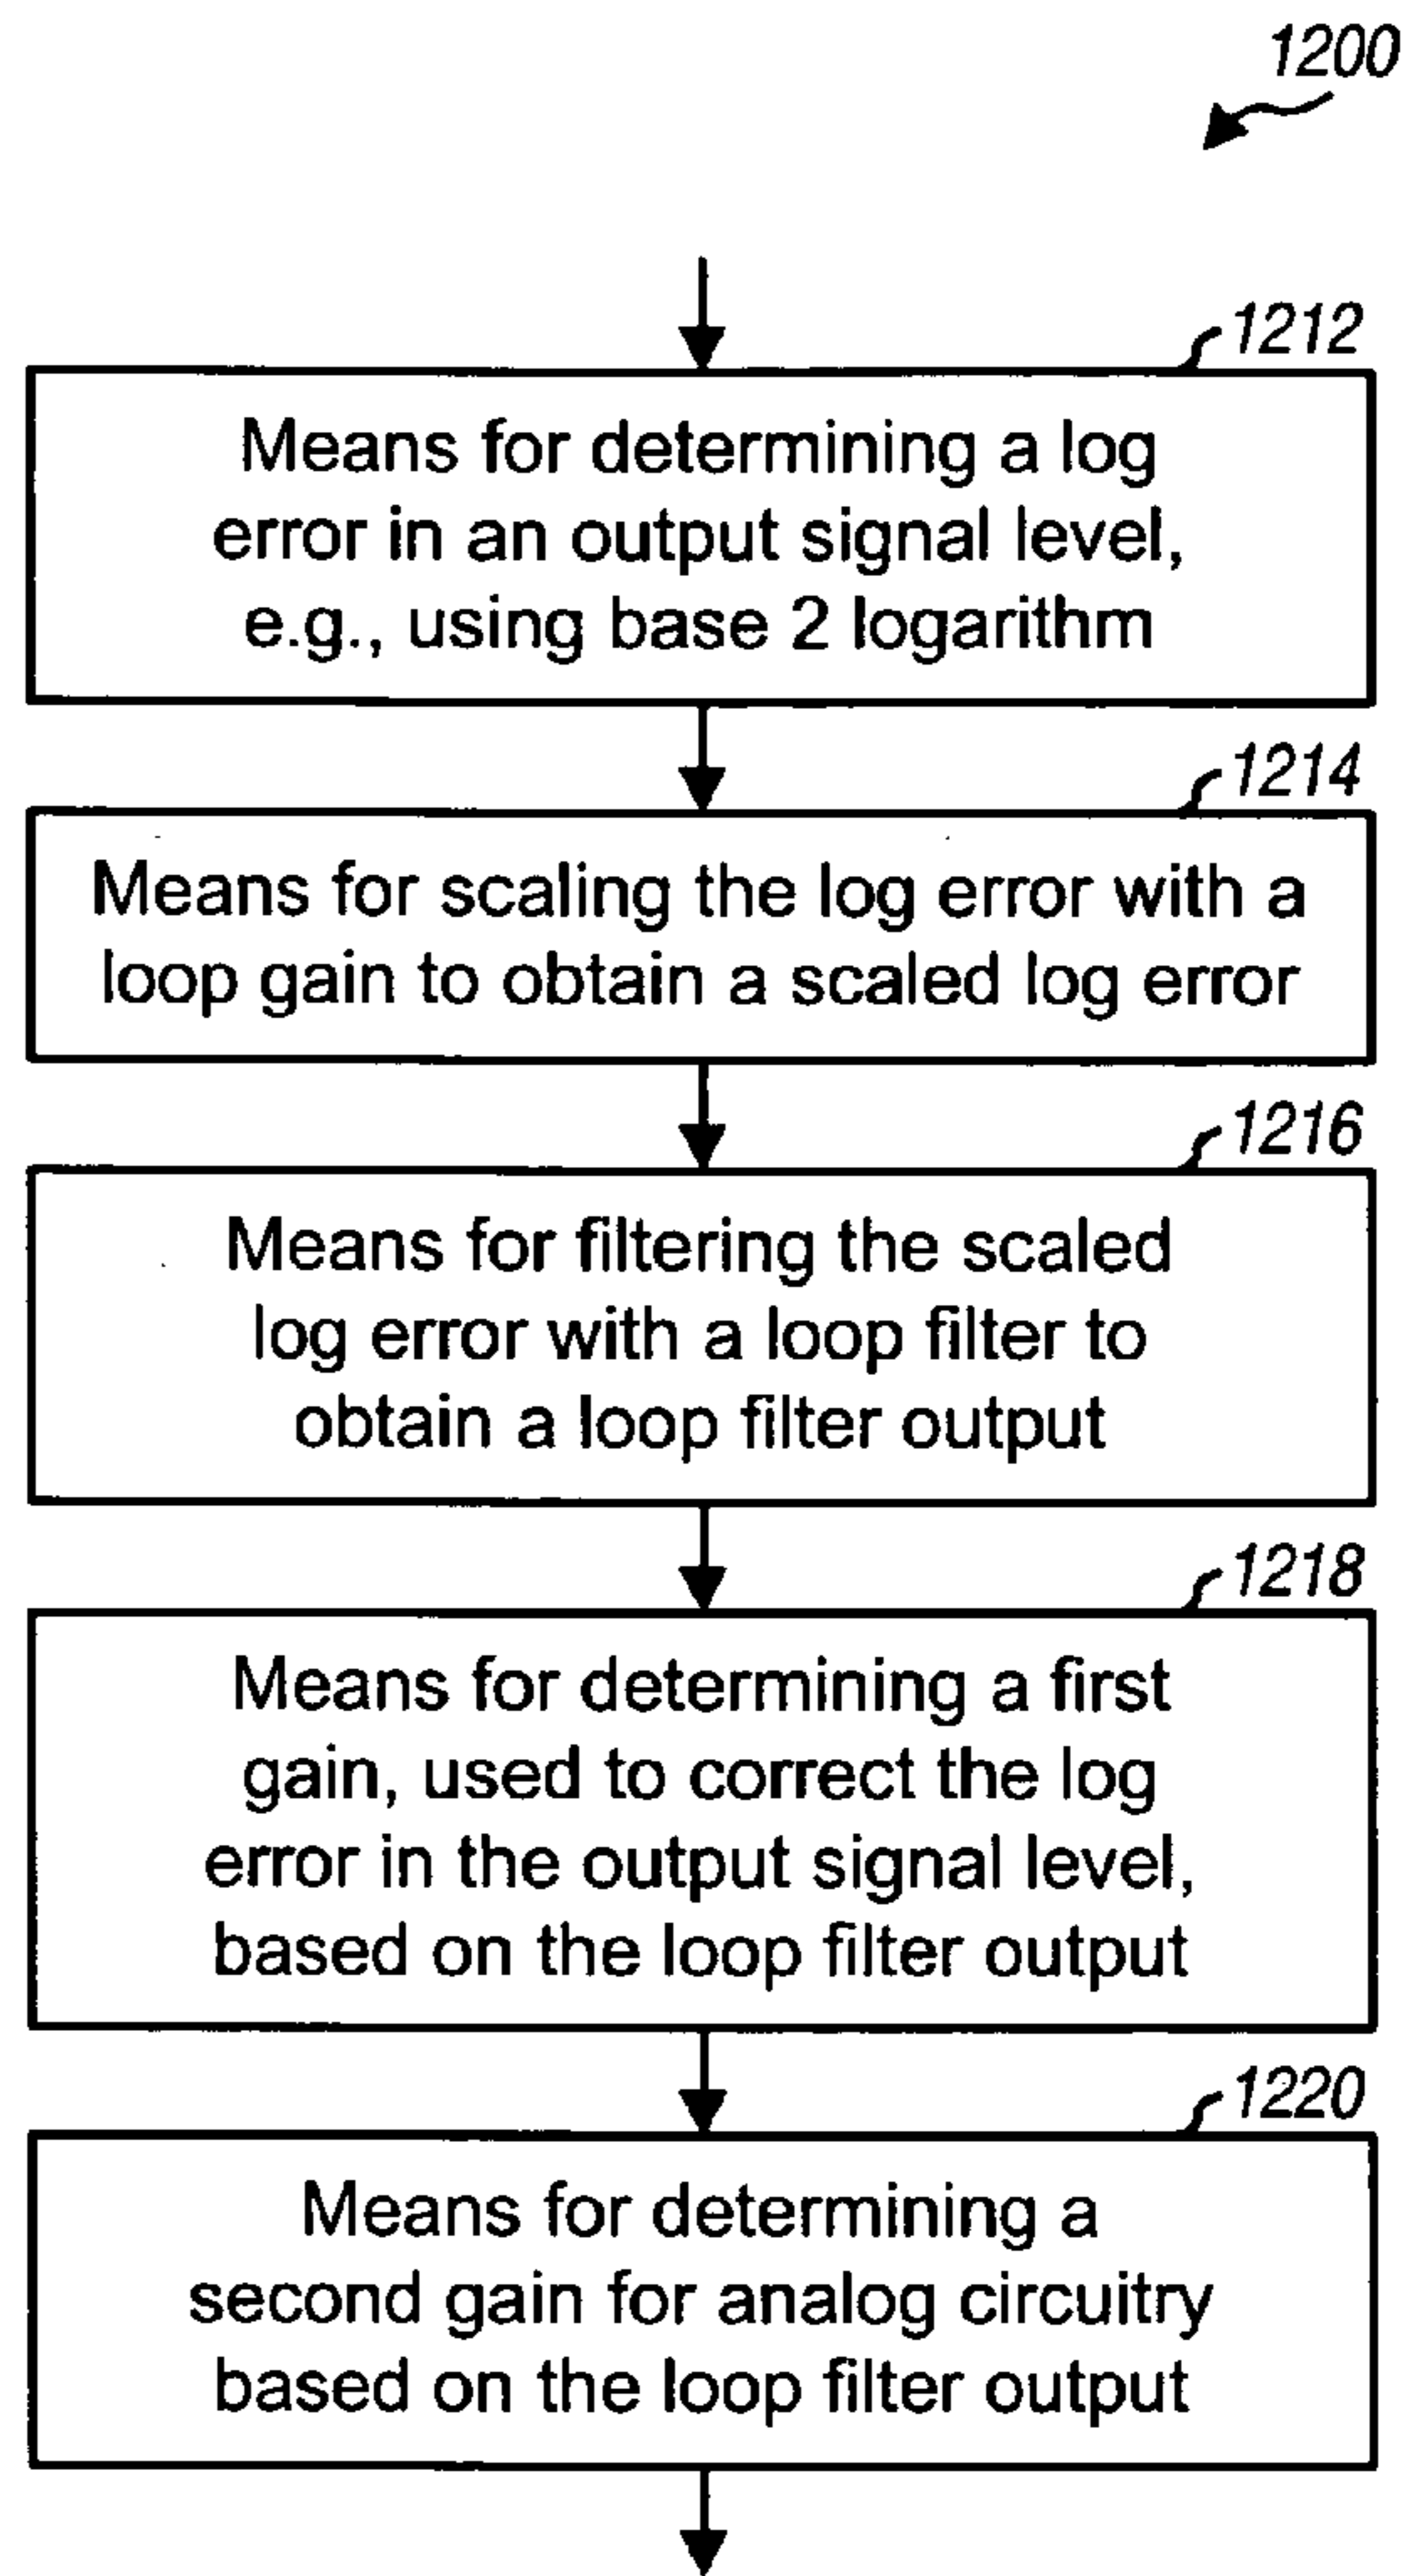 1200
1212
Means for determining a log
error in an output signal level,
e.g., using base 2 logarithm
1214
Means for scaling the log error with a
loop gain to obtain a scaled log error
1216
Means for filtering the scaled
log error with a loop filter to
obtain a loop filter output
1218
Means for determining a first
gain, used to correct the log
error in the output signal level,
based on the loop filter output
1220
Means for determining a
second gain for analog circuitry
based on the loop filter output